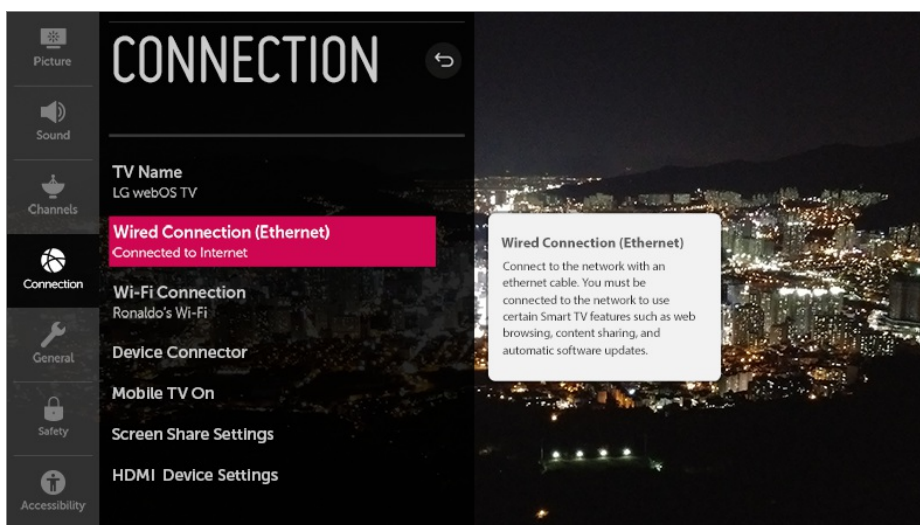 Picture
Sound
Channels
Connection
General
Safety
Accessibility
CONNECTION
TV Name
LG webOS TV
Wired Connection (Ethernet)
Connected to Internet
Wi-Fi Connection
Ronaldo's Wi-Fi
Device Connector
Mobile TV On
Screen Share Settings
HDMI Device Settings
Wired Connection (Ethernet)
Connect to the network with an
ethernet cable. You must be
connected to the network to use
certain Smart TV features such as web
browsing, content sharing, and
automatic software updates.